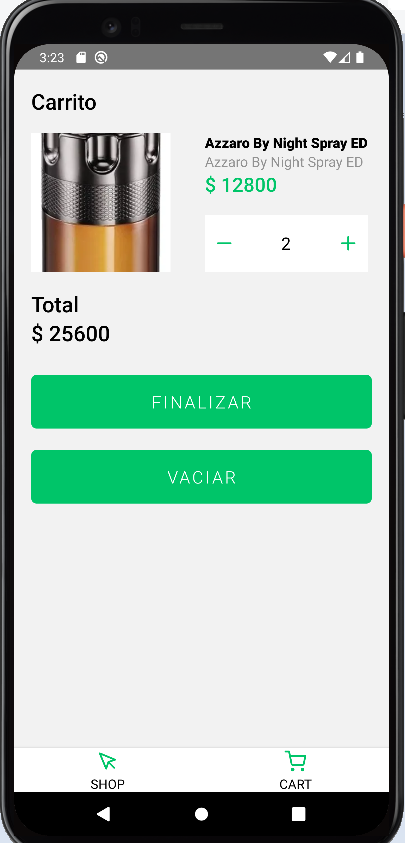 3:23
Carrito
Azzaro By Night Spray ED
Azzaro By Night Spray ED
$ 12800
2
Total
$ 25600
FINALIZAR
VACIAR
SHOP
CART